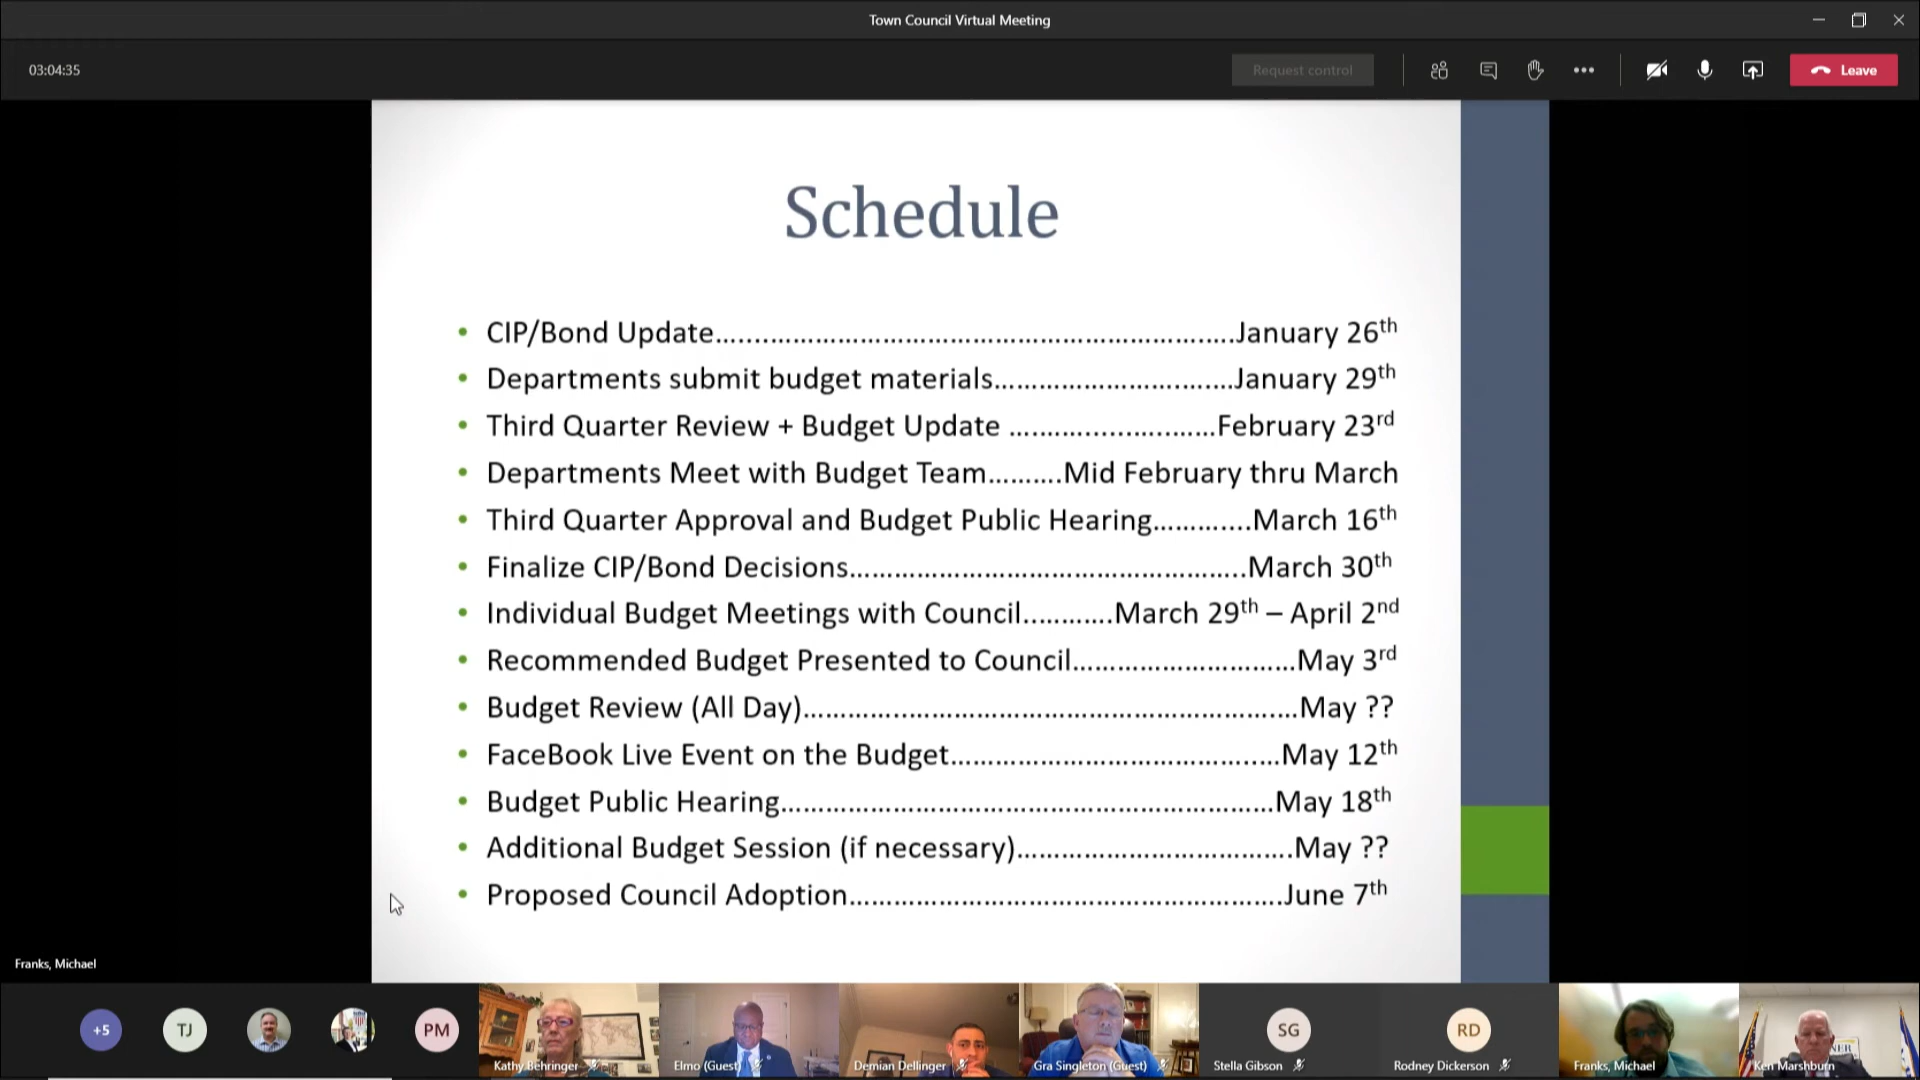 Town Council Virtual Meeting
03:04:35
Request control
Leave
Schedule
• CIP/Bond Update..........................................................January 26th
• Departments submit budget materials..............................January 29th
• Third Quarter Review + Budget Update ..........................February 23rd
• Departments Meet with Budget Team..........Mid February thru March
• Third Quarter Approval and Budget Public Hearing............March 16th
• Finalize CIP/Bond Decisions................................................March 30th
• Individual Budget Meetings with Council............March 29th – April 2nd
• Recommended Budget Presented to Council............................May 3rd
• Budget Review (All Day)............................................................May ??
• FaceBook Live Event on the Budget........................................May 12th
• Budget Public Hearing............................................................May 18th
• Additional Budget Session (if necessary)..................................May ??
• Proposed Council Adoption.....................................................June 7th
Franks, Michael
+5
TJ
PM
Kathy Behringer
Elmo (Guest)
Demian Dellinger
Gra Singleton (Guest)
SG
Stella Gibson
RD
Rodney Dickerson
Franks, Michael
Ken Marshburn